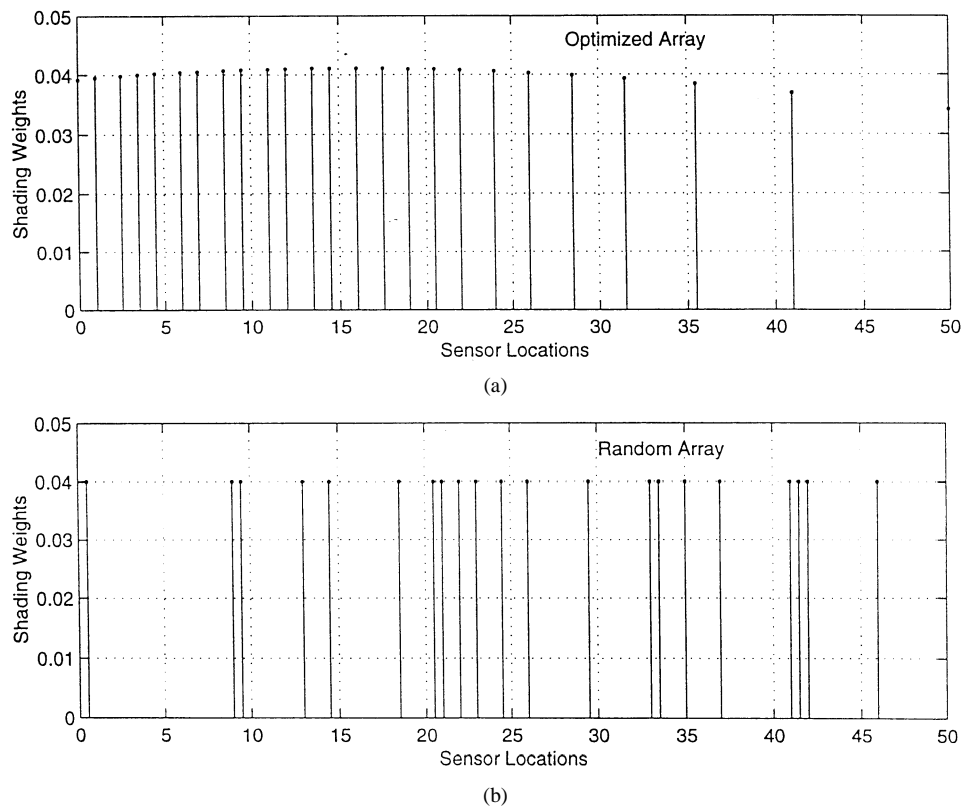 0.05
Optimized Array
0.04
0.03
0.02
0.01
0
Shading Weights
0 5 10 15 20 25 30 35 40 45 50
Sensor Locations
(a)
0.05
Random Array
0.04
0.03
0.02
0.01
0
Shading Weights
0 5 10 15 20 25 30 35 40 45 50
Sensor Locations
(b)